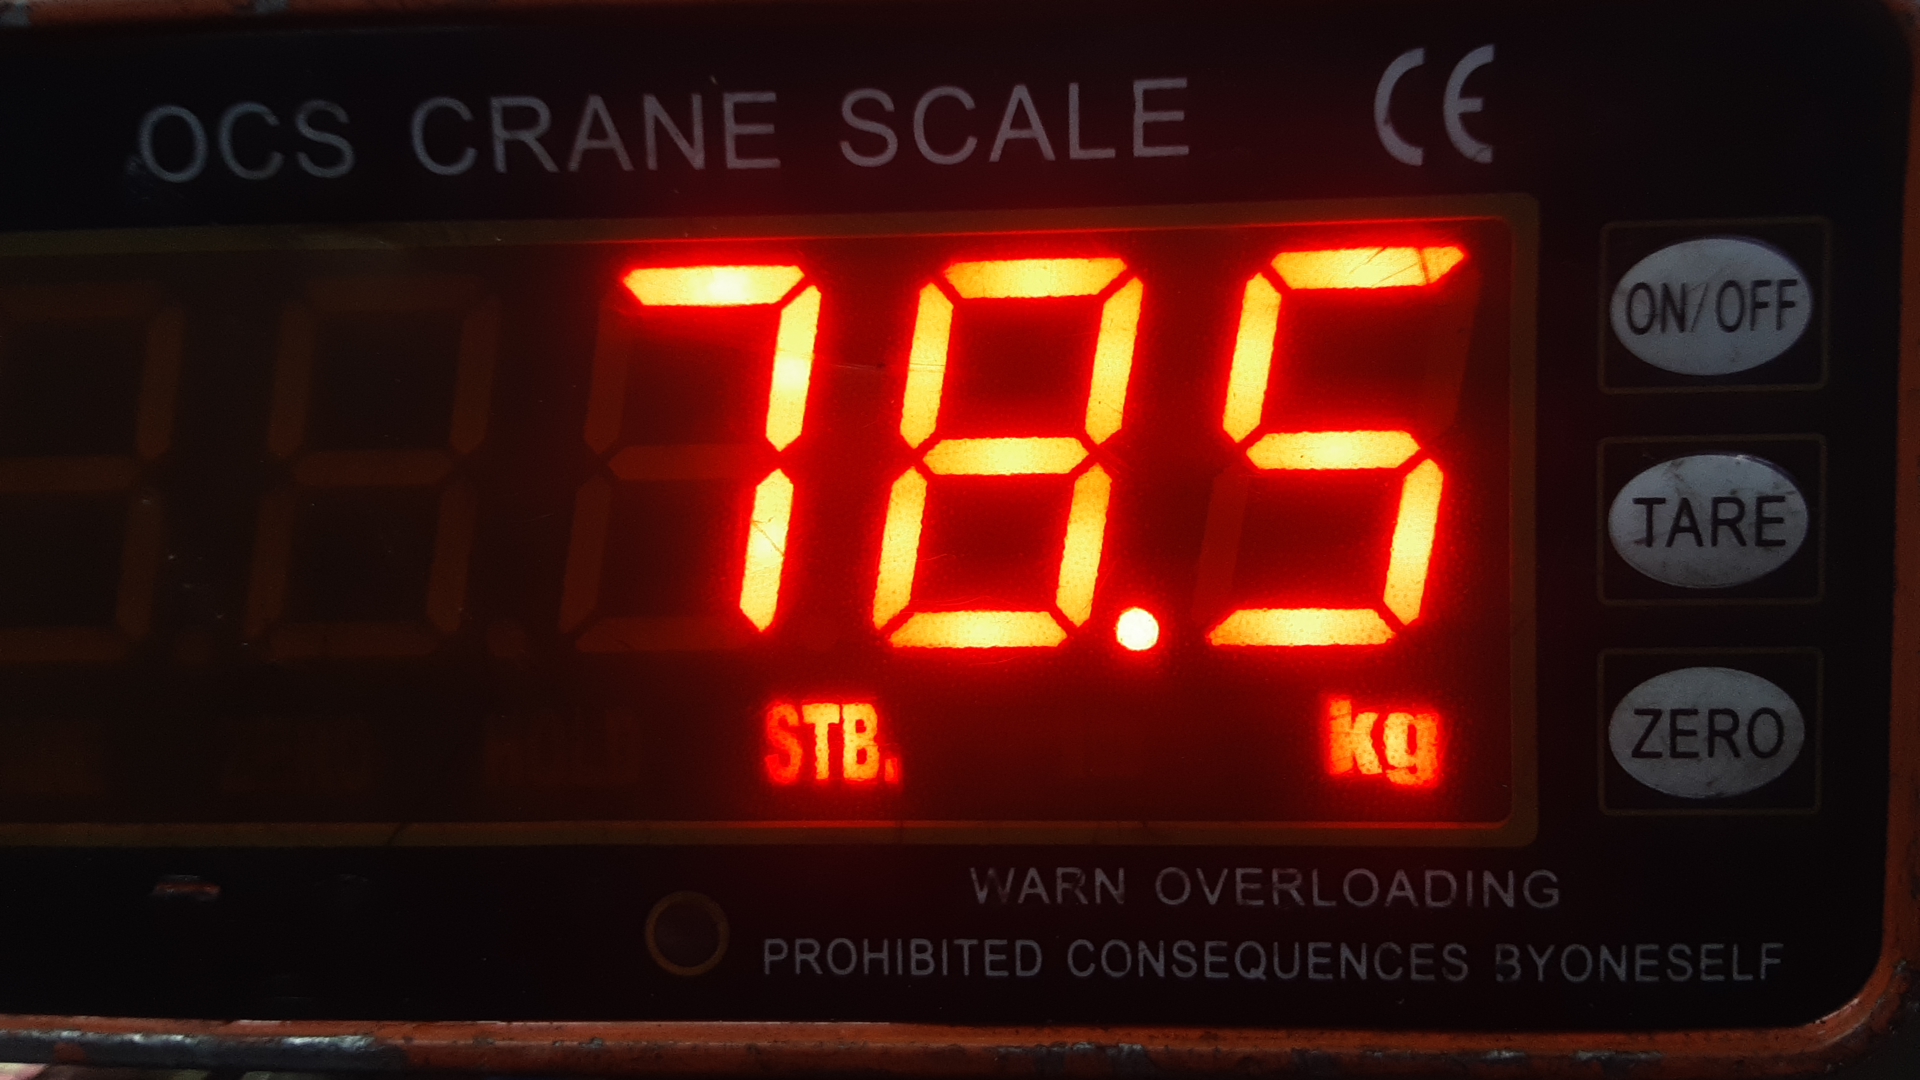 OCS CRANE SCALE CE
78.5
STB. kg
ON/OFF
TARE
ZERO
WARN OVERLOADING
PROHIBITED CONSEQUENCES BYONESELF